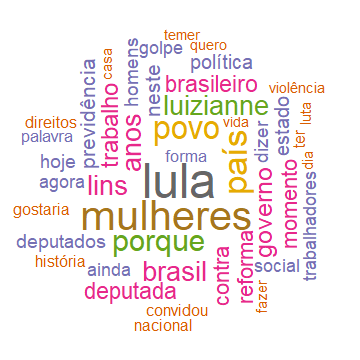 temer
casa
quero
golpe
homens
política
previdência
trabalho
neste
brasileiro
violência
direitos
anos
luizianne
estado
luta
palavra
povo
vida
dizer
ter
hoje
forma
país
dia
agora
lins
lula
governo
momento
trabalhadores
gostaria
mulheres
deputados
porque
contra
reforma
social
história
ainda
brasil
fazer
deputada
convidou
nacional